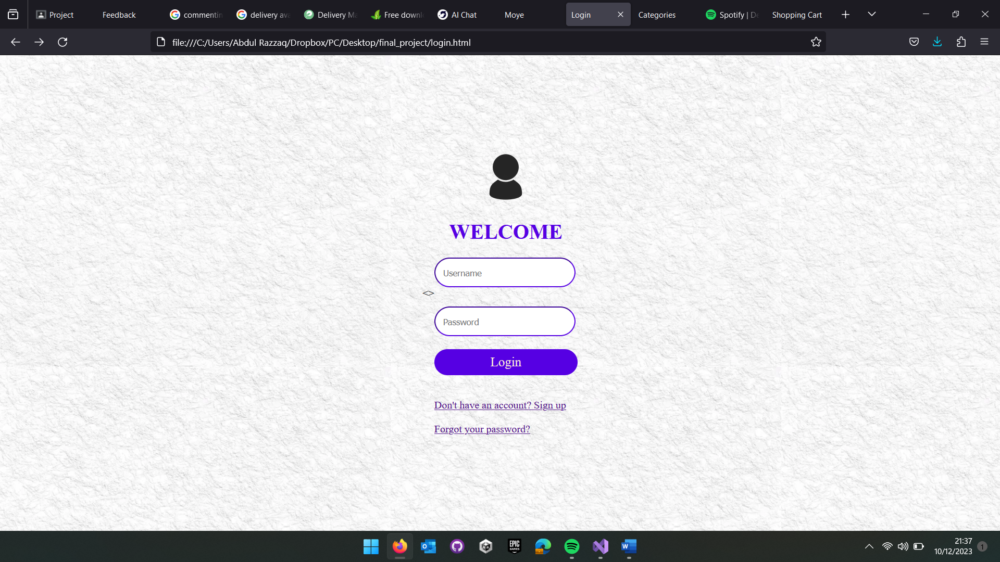 Project
Feedback
commentin
delivery ava
Delivery Ma
Free downl
AI Chat
Moye
Login
Categories
Spotify | De
Shopping Cart
file:///C:/Users/Abdul Razzaq/Dropbox/PC/Desktop/final_project/login.html
WELCOME
Username
<>
Password
Login
Don't have an account? Sign up
Forgot your password?
EPIC
GAMES
21:37
10/12/2023
1